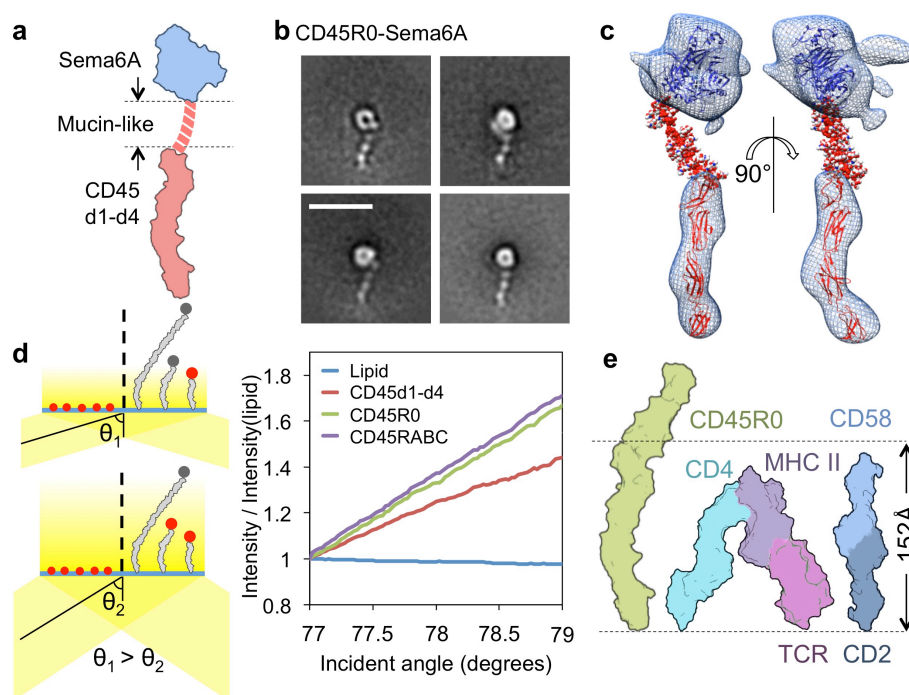 a
Sema6A
Mucin-like
CD45
d1-d4
b CD45R0-Sema6A
c
90°
d
θ1
θ2
θ1 > θ2
Intensity / Intensity(lipid)
1.8
1.6
1.4
1.2
1
0.8
Lipid
CD45d1-d4
CD45R0
CD45RABC
77 77.5 78 78.5 79
Incident angle (degrees)
e
CD45R0 CD58
CD4 MHC II
152Å
TCR CD2